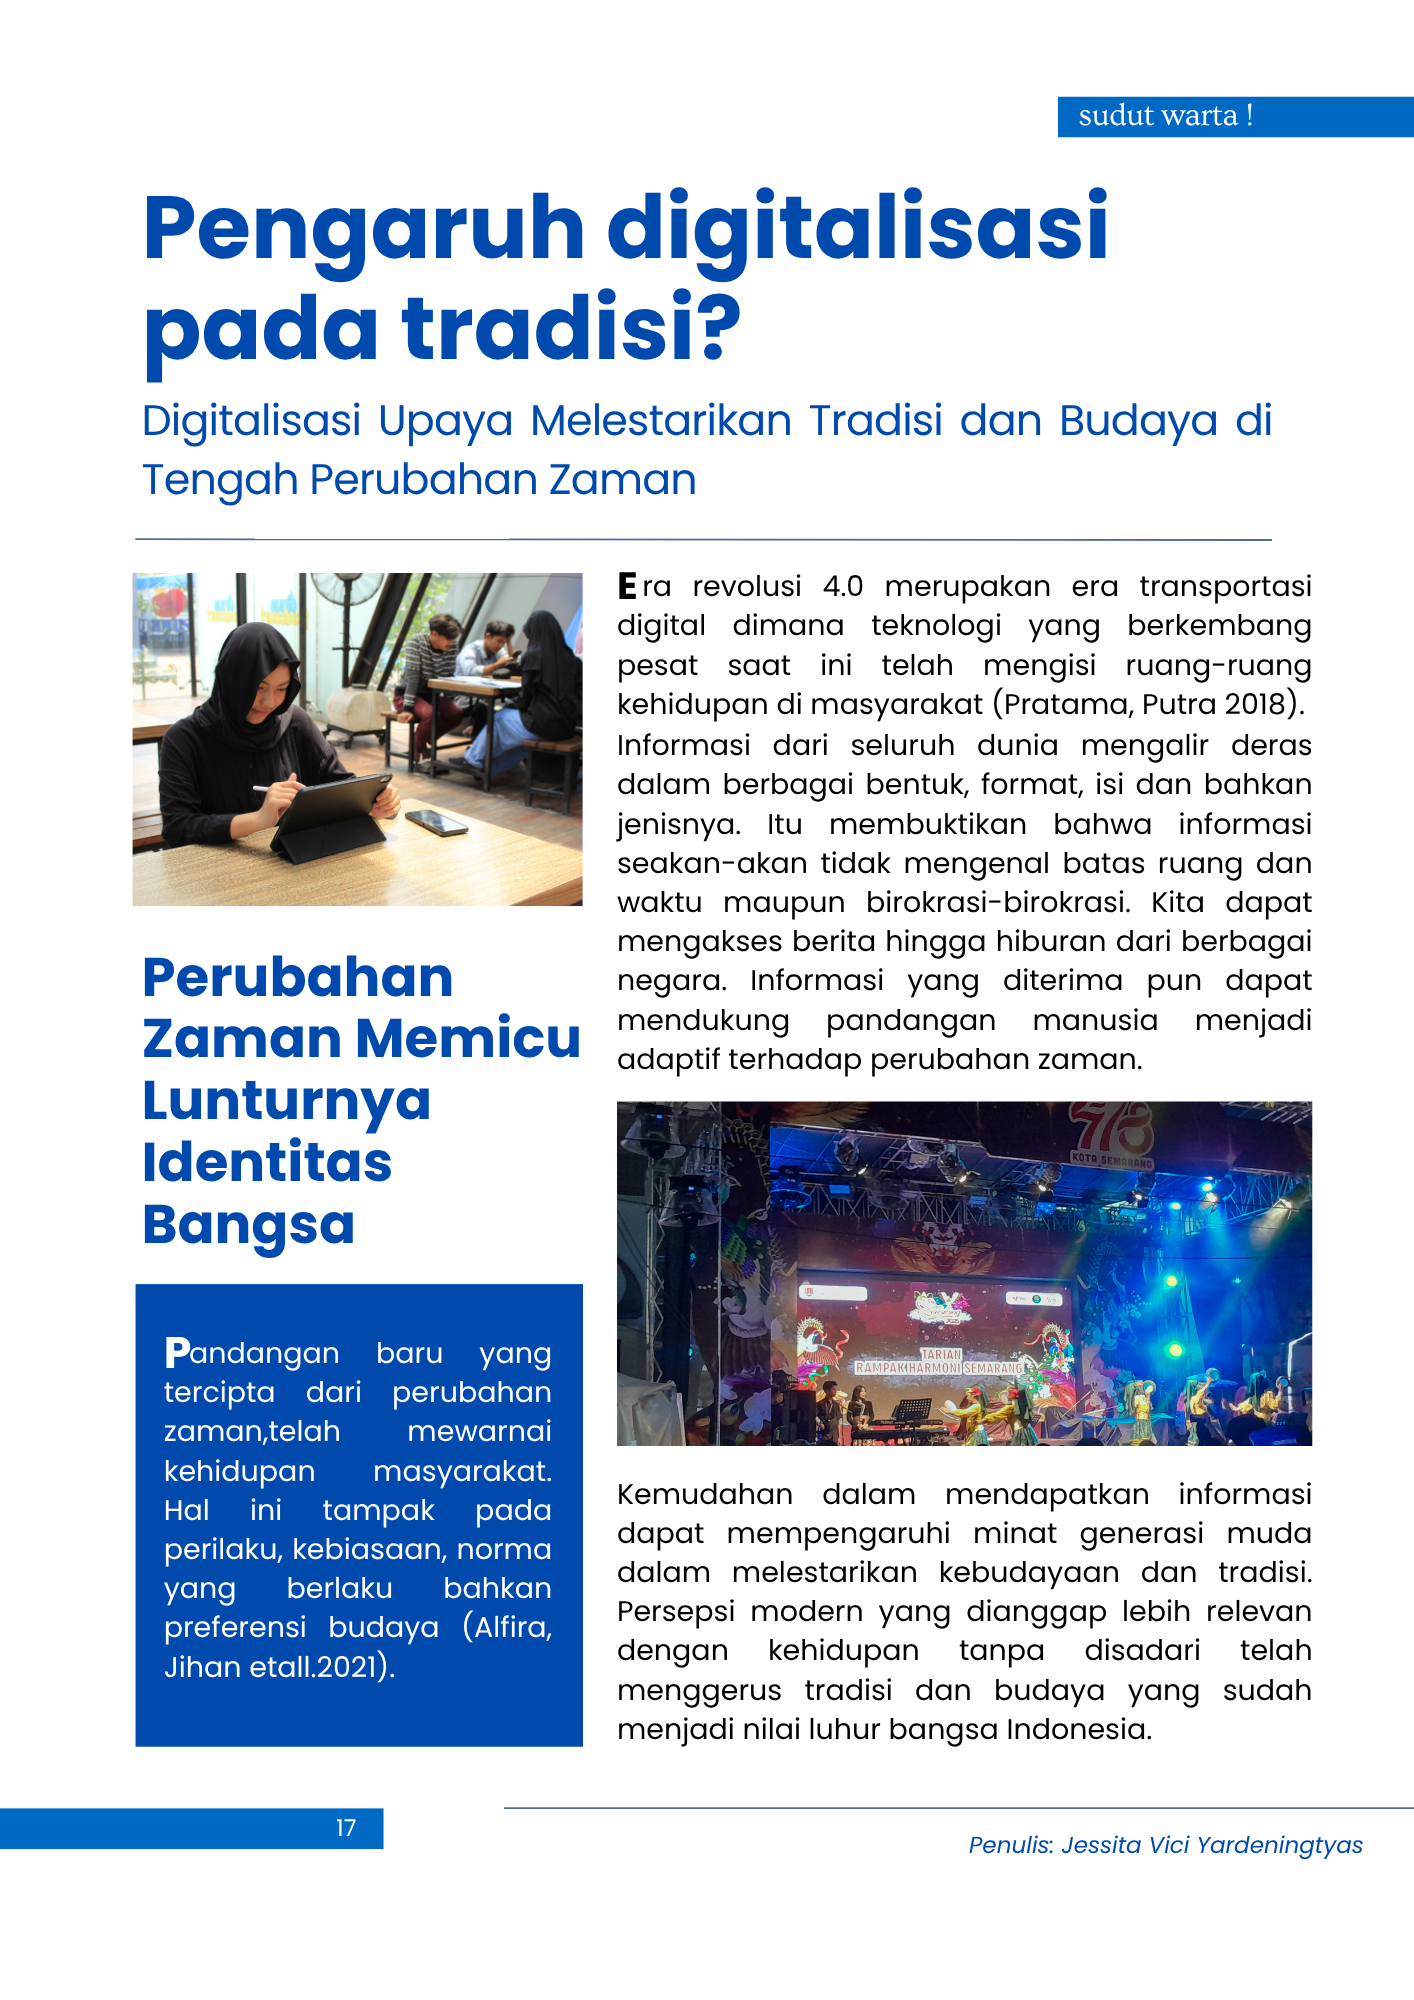 sudut warta !
Pengaruh digitalisasi
pada tradisi?
Digitalisasi Upaya Melestarikan Tradisi dan Budaya di
Tengah Perubahan Zaman
Era revolusi 4.0 merupakan era transportasi
digital dimana teknologi yang berkembang
pesat saat ini telah mengisi ruang-ruang
kehidupan di masyarakat (Pratama, Putra 2018).
Informasi dari seluruh dunia mengalir deras
dalam berbagai bentuk, format, isi dan bahkan
jenisnya. Itu membuktikan bahwa informasi
seakan-akan tidak mengenal batas ruang dan
waktu maupun birokrasi-birokrasi. Kita dapat
mengakses berita hingga hiburan dari berbagai
negara. Informasi yang diterima pun dapat
mendukung pandangan manusia menjadi
adaptif terhadap perubahan zaman.
Perubahan
Zaman Memicu
Lunturnya
Identitas
Bangsa
Pandangan baru yang
tercipta dari perubahan
zaman,telah mewarnai
kehidupan masyarakat.
Hal ini tampak pada
perilaku, kebiasaan, norma
yang berlaku bahkan
preferensi budaya (Alfira,
Jihan etall.2021).
478
KOTA SEMARANG
TARIAN
RAMPAK HARMONI SEMARANG
Kemudahan dalam mendapatkan informasi
dapat mempengaruhi minat generasi muda
dalam melestarikan kebudayaan dan tradisi.
Persepsi modern yang dianggap lebih relevan
dengan kehidupan tanpa disadari telah
menggerus tradisi dan budaya yang sudah
menjadi nilai luhur bangsa Indonesia.
17
Penulis: Jessita Vici Yardeningtyas